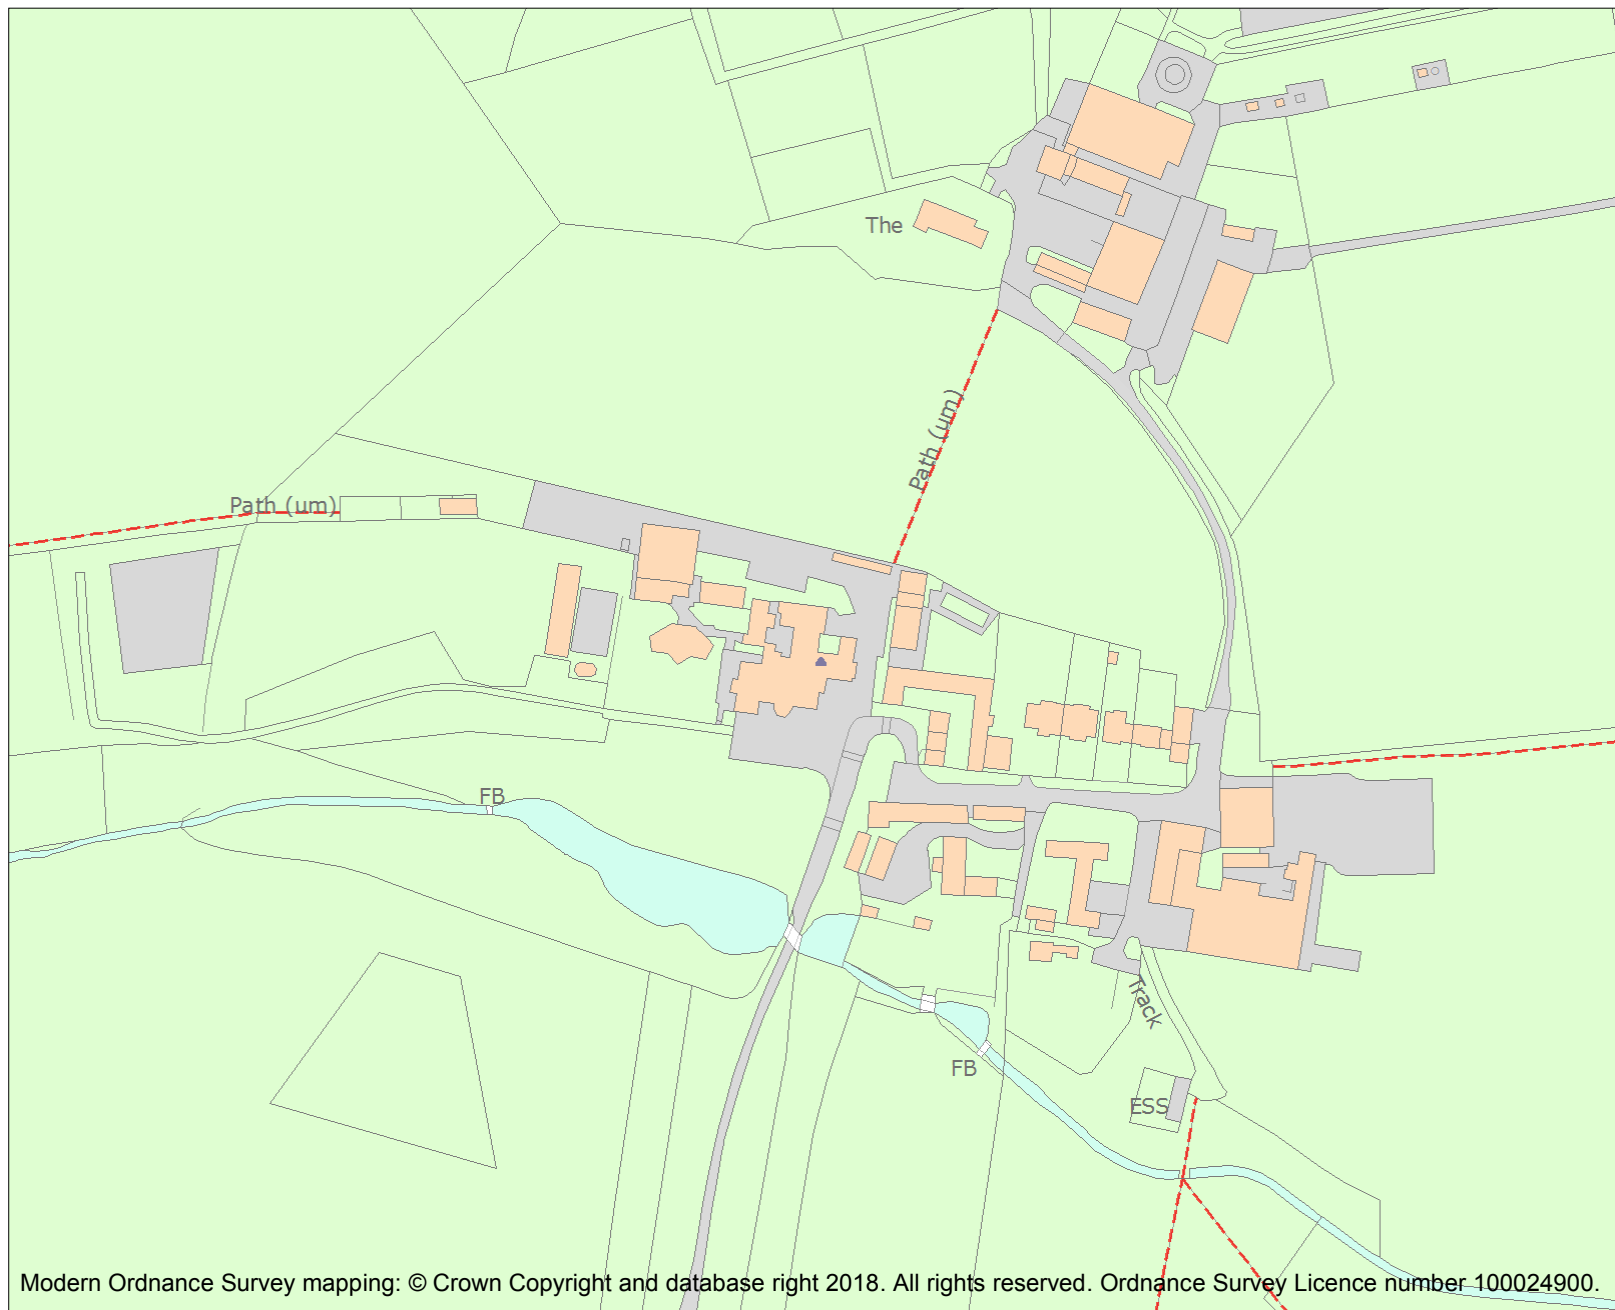 The
Path (um)
Path (um)
FB
Track
FB
ESS
Modern Ordnance Survey mapping: © Crown Copyright and database right 2018. All rights reserved. Ordnance Survey Licence number 100024900.